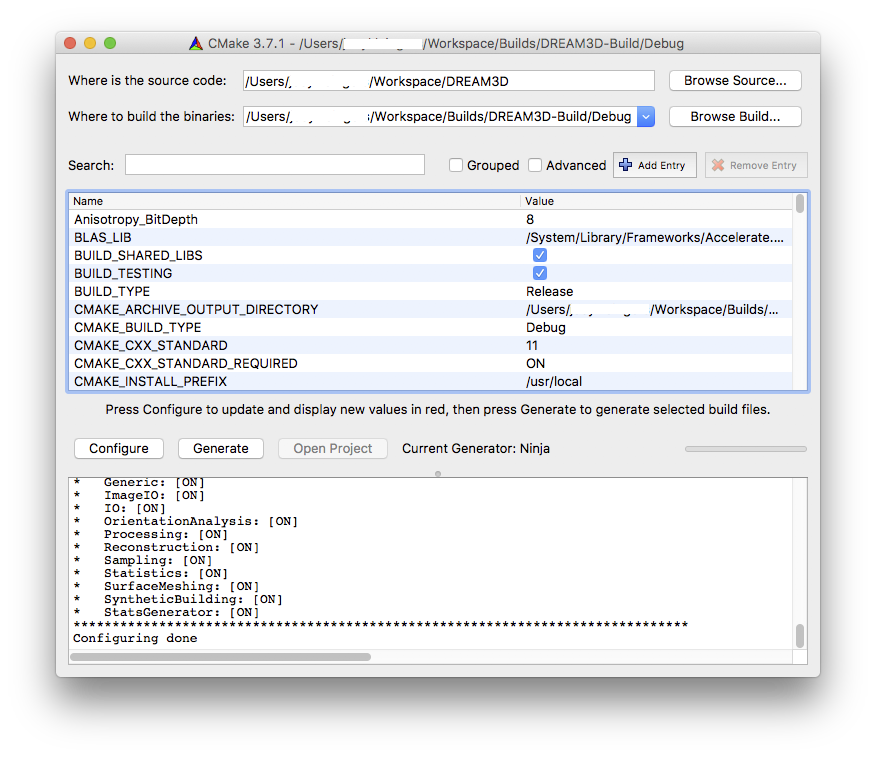 CMake 3.7.1 - /Users/ /Workspace/Builds/DREAM3D-Build/Debug
Where is the source code: /Users/ /Workspace/DREAM3D Browse Source...
Where to build the binaries: /Users/ /Workspace/Builds/DREAM3D-Build/Debug Browse Build...
Search: Grouped Advanced Add Entry Remove Entry
Name Value
Anisotropy_BitDepth 8
BLAS_LIB /System/Library/Frameworks/Accelerate....
BUILD_SHARED_LIBS
BUILD_TESTING
BUILD_TYPE Release
CMAKE_ARCHIVE_OUTPUT_DIRECTORY /Users/ /Workspace/Builds/...
CMAKE_BUILD_TYPE Debug
CMAKE_CXX_STANDARD 11
CMAKE_CXX_STANDARD_REQUIRED ON
CMAKE_INSTALL_PREFIX /usr/local
Press Configure to update and display new values in red, then press Generate to generate selected build files.
Configure Generate Open Project Current Generator: Ninja
* Generic: [ON]
* ImageIO: [ON]
* IO: [ON]
* OrientationAnalysis: [ON]
* Processing: [ON]
* Reconstruction: [ON]
* Sampling: [ON]
* Statistics: [ON]
* SurfaceMeshing: [ON]
* SyntheticBuilding: [ON]
* StatsGenerator: [ON]
*******************************************************************************
Configuring done